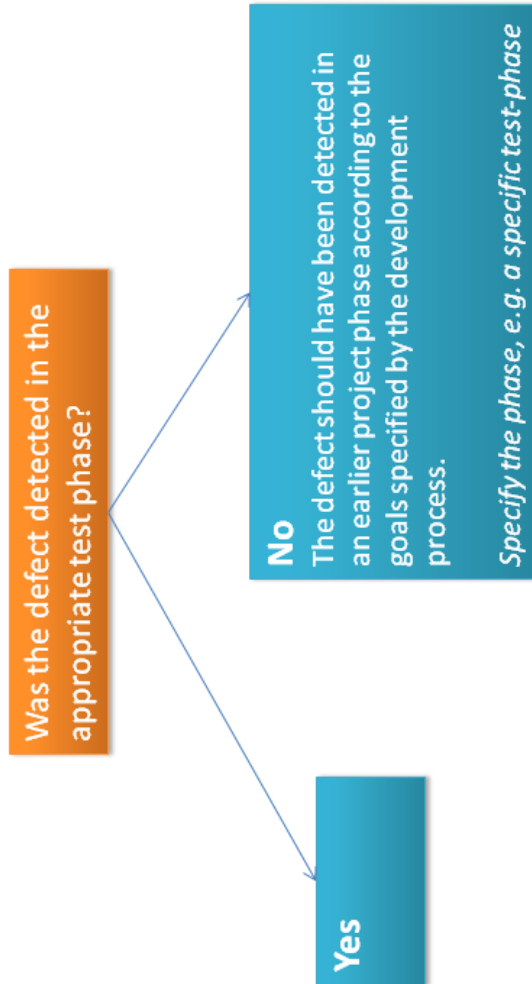 Was the defect detected in the
appropriate test phase?
Yes
No
The defect should have been detected in
an earlier project phase according to the
goals specified by the development
process.
Specify the phase, e.g. a specific test-phase